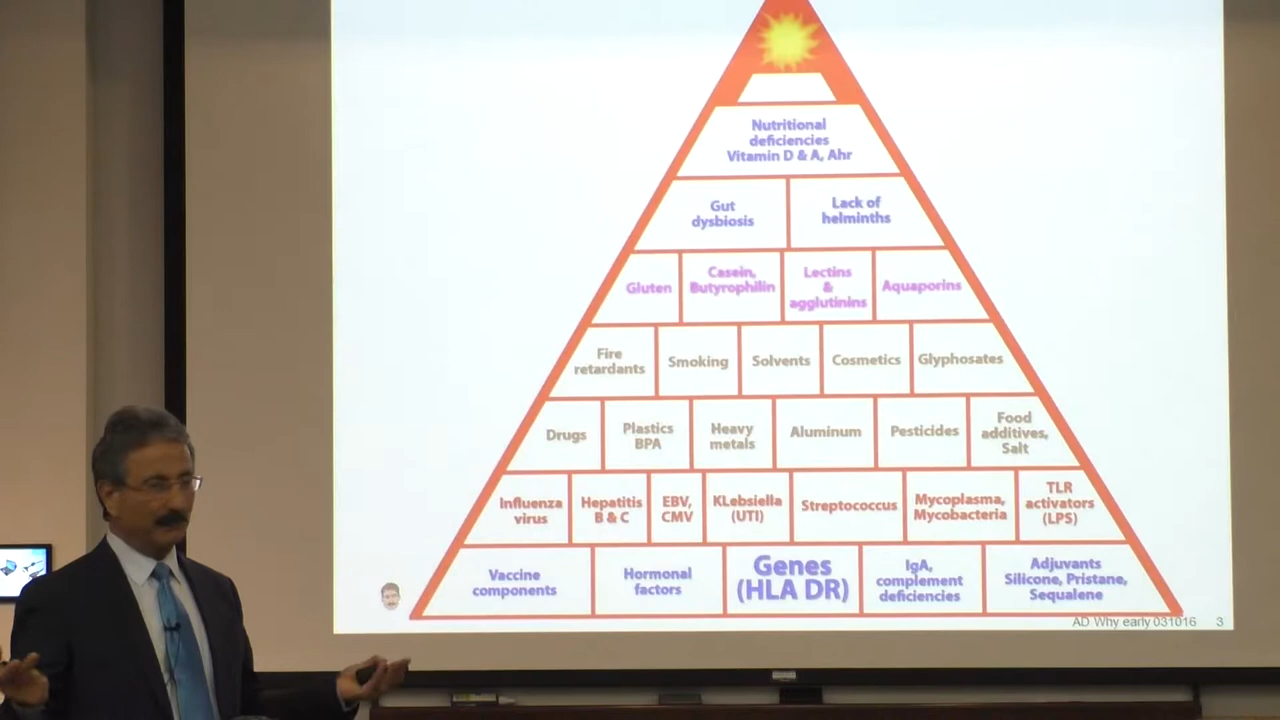 Nutritional
deficiencies
Vitamin D & A, Ahr
Gut
dysbiosis
Lack of
helminths
Gluten
Casein,
Butyrophilin
Lectins
&
agglutinins
Aquaporins
Fire
retardants
Smoking
Solvents
Cosmetics
Glyphosates
Drugs
Plastics
BPA
Heavy
metals
Aluminum
Pesticides
Food
additives,
Salt
Influenza
virus
Hepatitis
B & C
EBV,
CMV
KLebsiella
(UTI)
Streptococcus
Mycoplasma,
Mycobacteria
TLR
activators
(LPS)
Vaccine
components
Hormonal
factors
Genes
(HLA DR)
IgA,
complement
deficiencies
Adjuvants
Silicone, Pristane,
Sequalene
AD Why early 031016 3